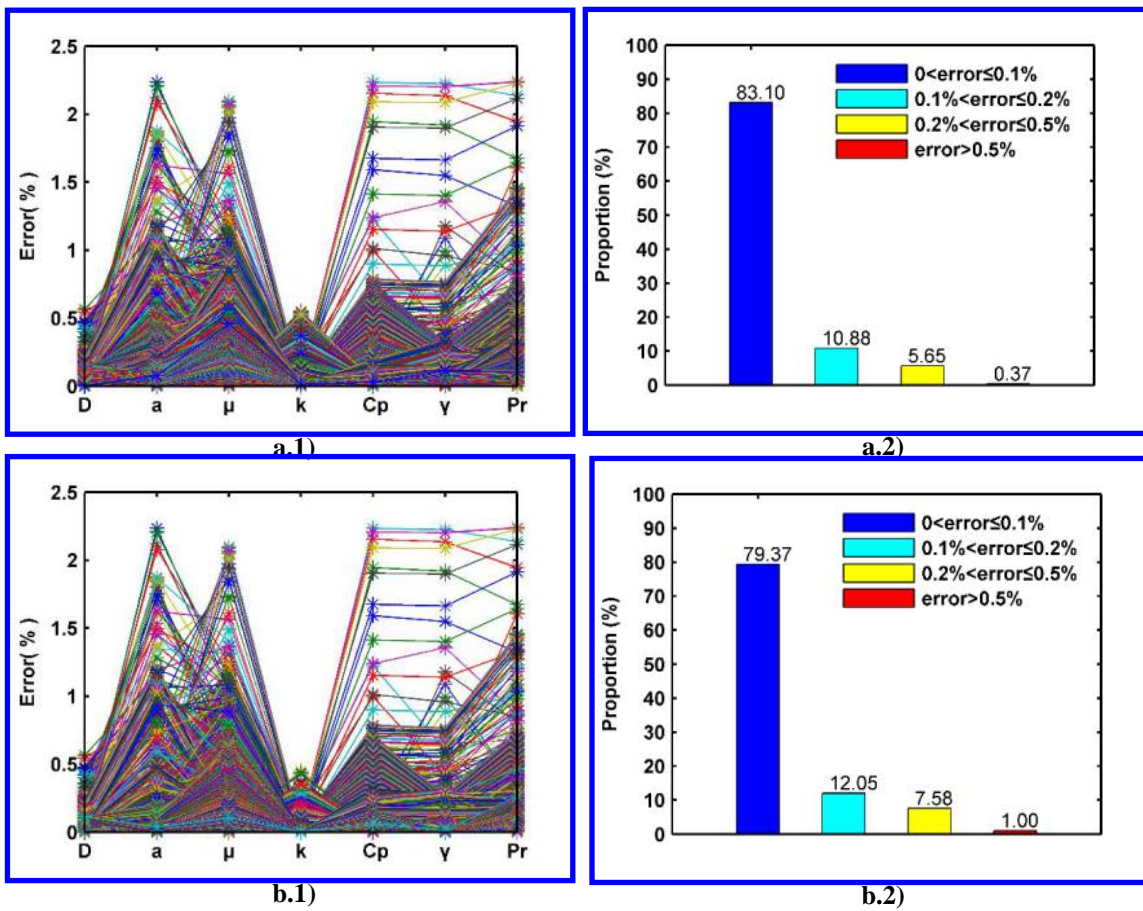 2.5
2
1.5
1
0.5
0
Error( % )
D a μ k Cp γ Pr
a.1)
100
90
80
70
60
50
40
30
20
10
0
Proportion (%)
83.10
10.88
5.65
0.37
0<error≤0.1%
0.1%<error≤0.2%
0.2%<error≤0.5%
error>0.5%
a.2)
2.5
2
1.5
1
0.5
0
Error( % )
D a μ k Cp γ Pr
b.1)
100
90
80
70
60
50
40
30
20
10
0
Proportion (%)
79.37
12.05
7.58
1.00
0<error≤0.1%
0.1%<error≤0.2%
0.2%<error≤0.5%
error>0.5%
b.2)